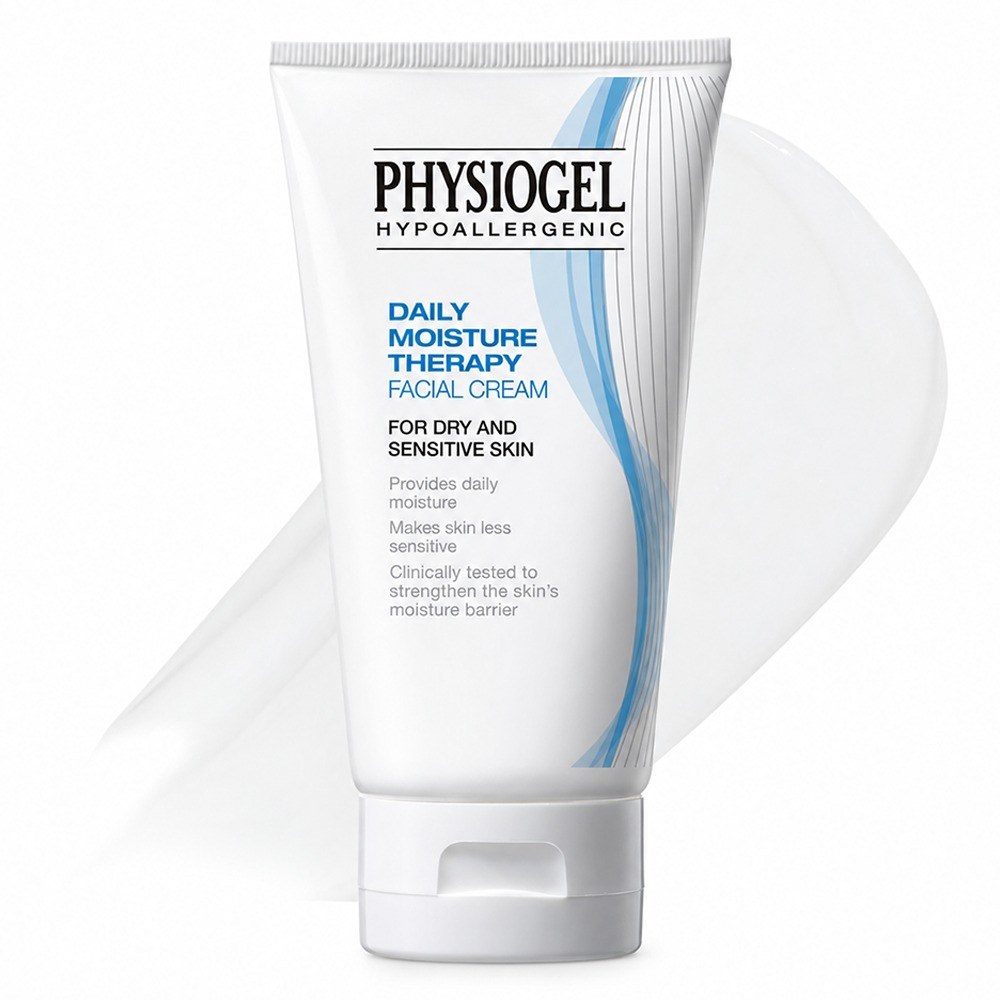 PHYSIOGEL
HYPOALLERGENIC
DAILY
MOISTURE
THERAPY
FACIAL CREAM
FOR DRY AND
SENSITIVE SKIN
Provides daily
moisture
Makes skin less
sensitive
Clinically tested to
strengthen the skin's
moisture barrier